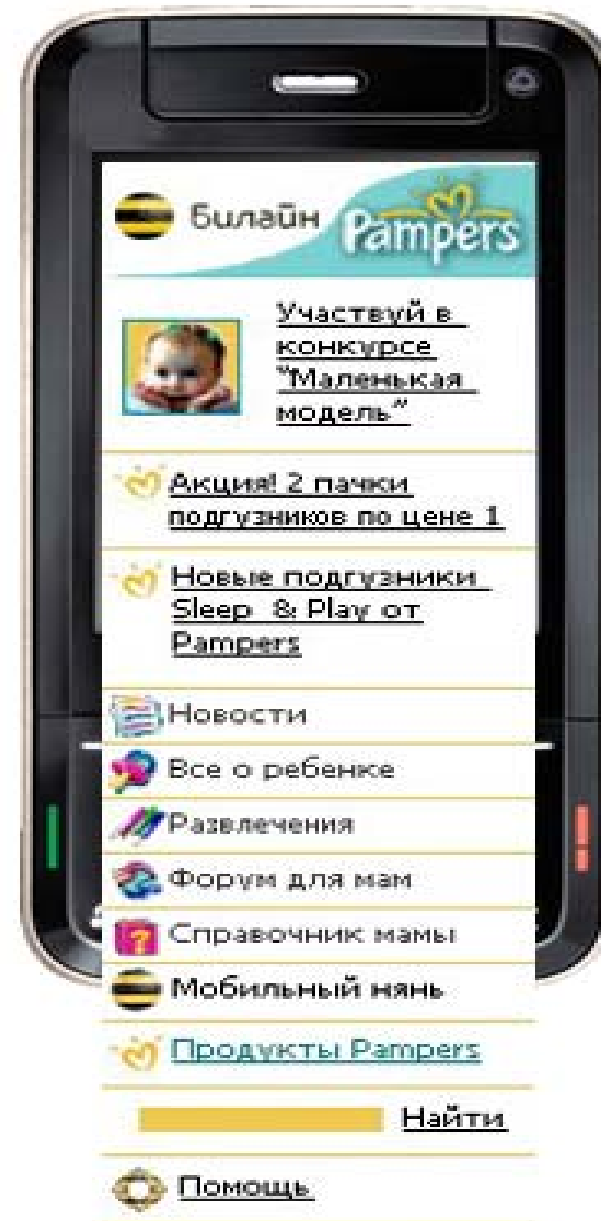 Билайн Pampers
Участвуй в
конкурсе
"Маленькая
модель"
Акция! 2 пачки
подгузников по цене 1
Новые подгузники
Sleep & Play от
Pampers
Новости
Все о ребенке
Развлечения
Форум для мам
? Справочник мамы
Мобильный нянь
Продукты Pampers
Найти
Помощь